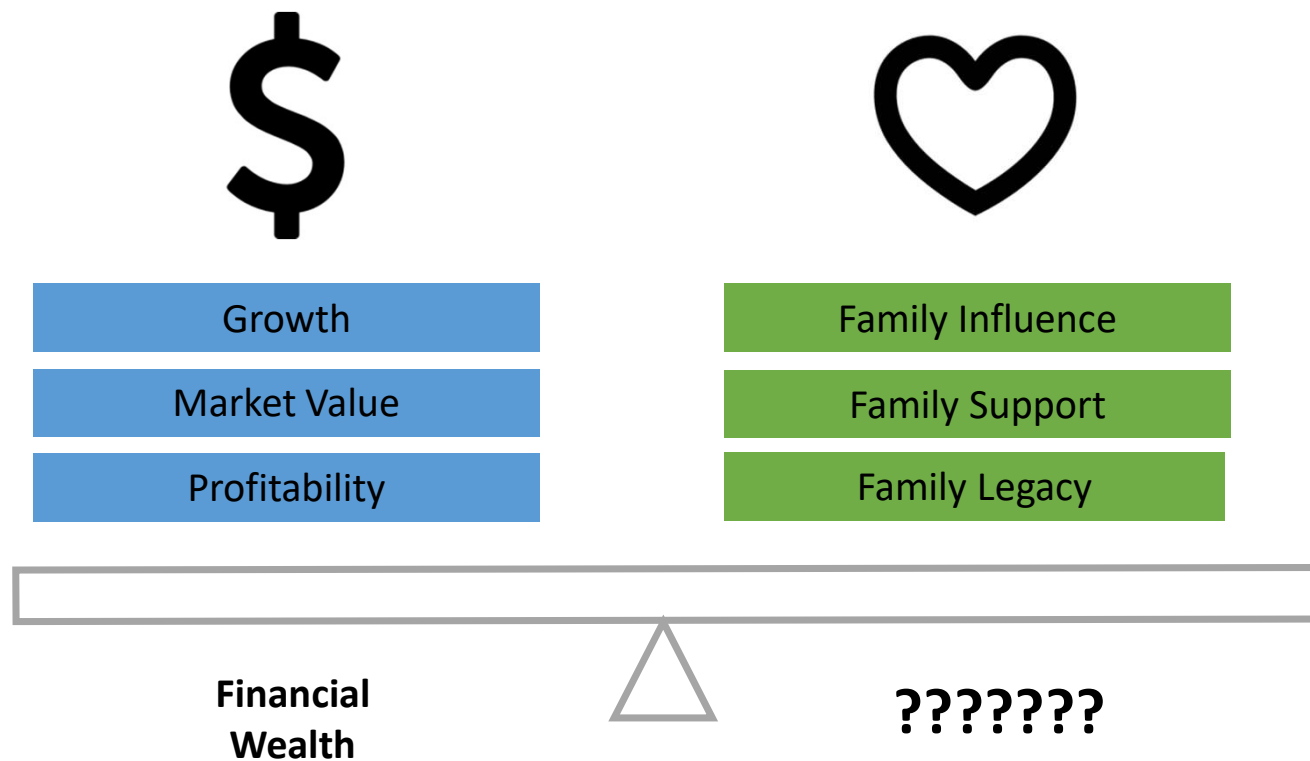 $
Growth
Market Value
Profitability
Family Influence
Family Support
Family Legacy
Financial
Wealth
???????